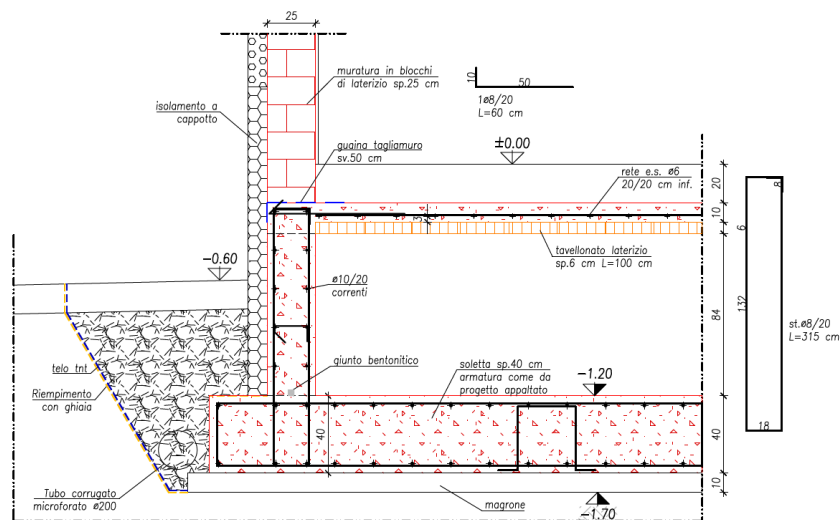 25
muratura in blocchi
di laterizio sp.25 cm
10
50
1ø8/20
L=60 cm
isolamento a
cappotto
guaina tagliamuro
sv.50 cm
±0.00
rete e.s. ø6
20/20 cm inf.
20
8
10
3
6
tavellonato laterizio
sp.6 cm L=100 cm
-0.60
ø10/20
correnti
84
132
st.ø8/20
L=315 cm
telo tnt
Riempimento
con ghiaia
giunto bentonitico
soletta sp.40 cm
armatura come da
progetto appaltato
-1.20
40
40
18
Tubo corrugato
microforato ø200
magrone
-1.70
10